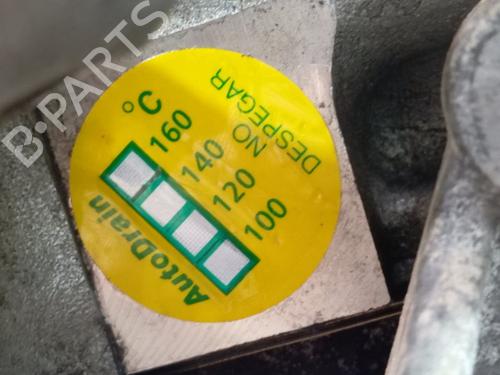 NO
DESPEGAR
°C
160
140
120
100
AutoDrain
B-PARTS